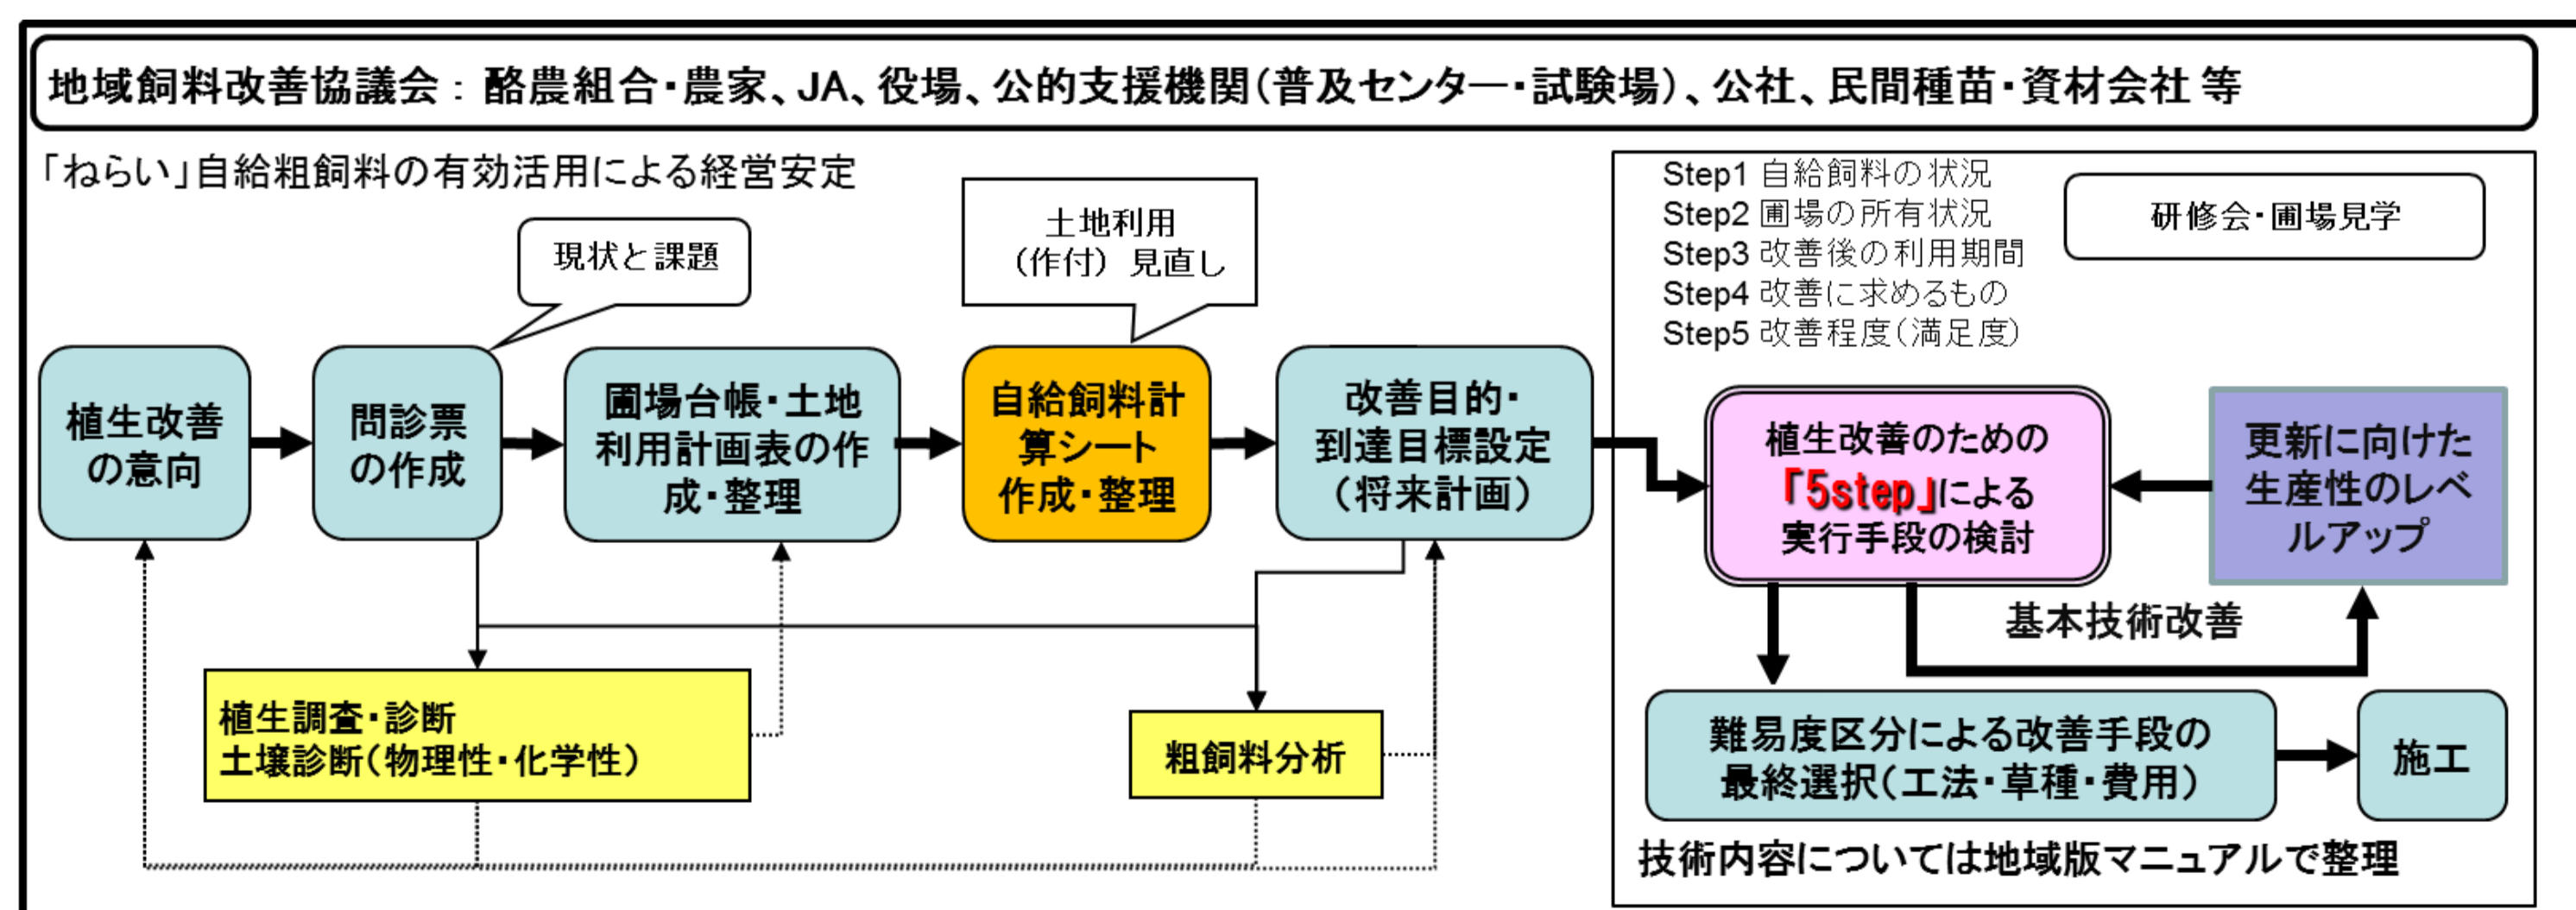 地域飼料改善協議会：酪農組合・農家、JA、役場、公的支援機関（普及センター・試験場）、公社、民間種苗・資材会社 等
「ねらい」自給粗飼料の有効活用による経営安定
現状と課題
土地利用
（作付）見直し
Step1 自給飼料の状況
Step2 圃場の所有状況
Step3 改善後の利用期間
Step4 改善に求めるもの
Step5 改善程度（満足度）
研修会・圃場見学
植生改善
の意向
問診票
の作成
圃場台帳・土地
利用計画表の作
成・整理
自給飼料計
算シート
作成・整理
改善目的・
到達目標設定
（将来計画）
植生改善のための
「5step」による
実行手段の検討
更新に向けた
生産性のレベ
ルアップ
基本技術改善
植生調査・診断
土壌診断（物理性・化学性）
粗飼料分析
難易度区分による改善手段の
最終選択（工法・草種・費用）
施工
技術内容については地域版マニュアルで整理